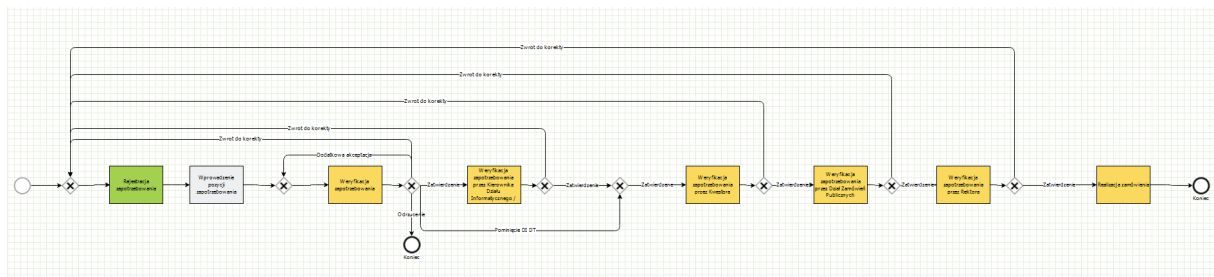 Zwrot do korekty
Zwrot do korekty
Zwrot do korekty
Zwrot do korekty
Zwrot do korekty
Dodatkowa akceptacja
Rejestracja
zapotrzebowania
Wprowadzenie
pozycji
zapotrzebowania
Weryfikacja
zapotrzebowania
Zatwierdzenie
Weryfikacja
zapotrzebowania
przez Kierownika
Działu
Informatycznego /
Zatwierdzenie
Zatwierdzenie
Weryfikacja
zapotrzebowania
przez Kwestora
Zatwierdzenie
Weryfikacja
zapotrzebowania
przez Dział Zamówień
Publicznych
Zatwierdzenie
Weryfikacja
zapotrzebowania
przez Rektora
Zatwierdzenie
Realizacja zamówienia
Koniec
Odrzucenie
Pominięcie DI DT
Koniec